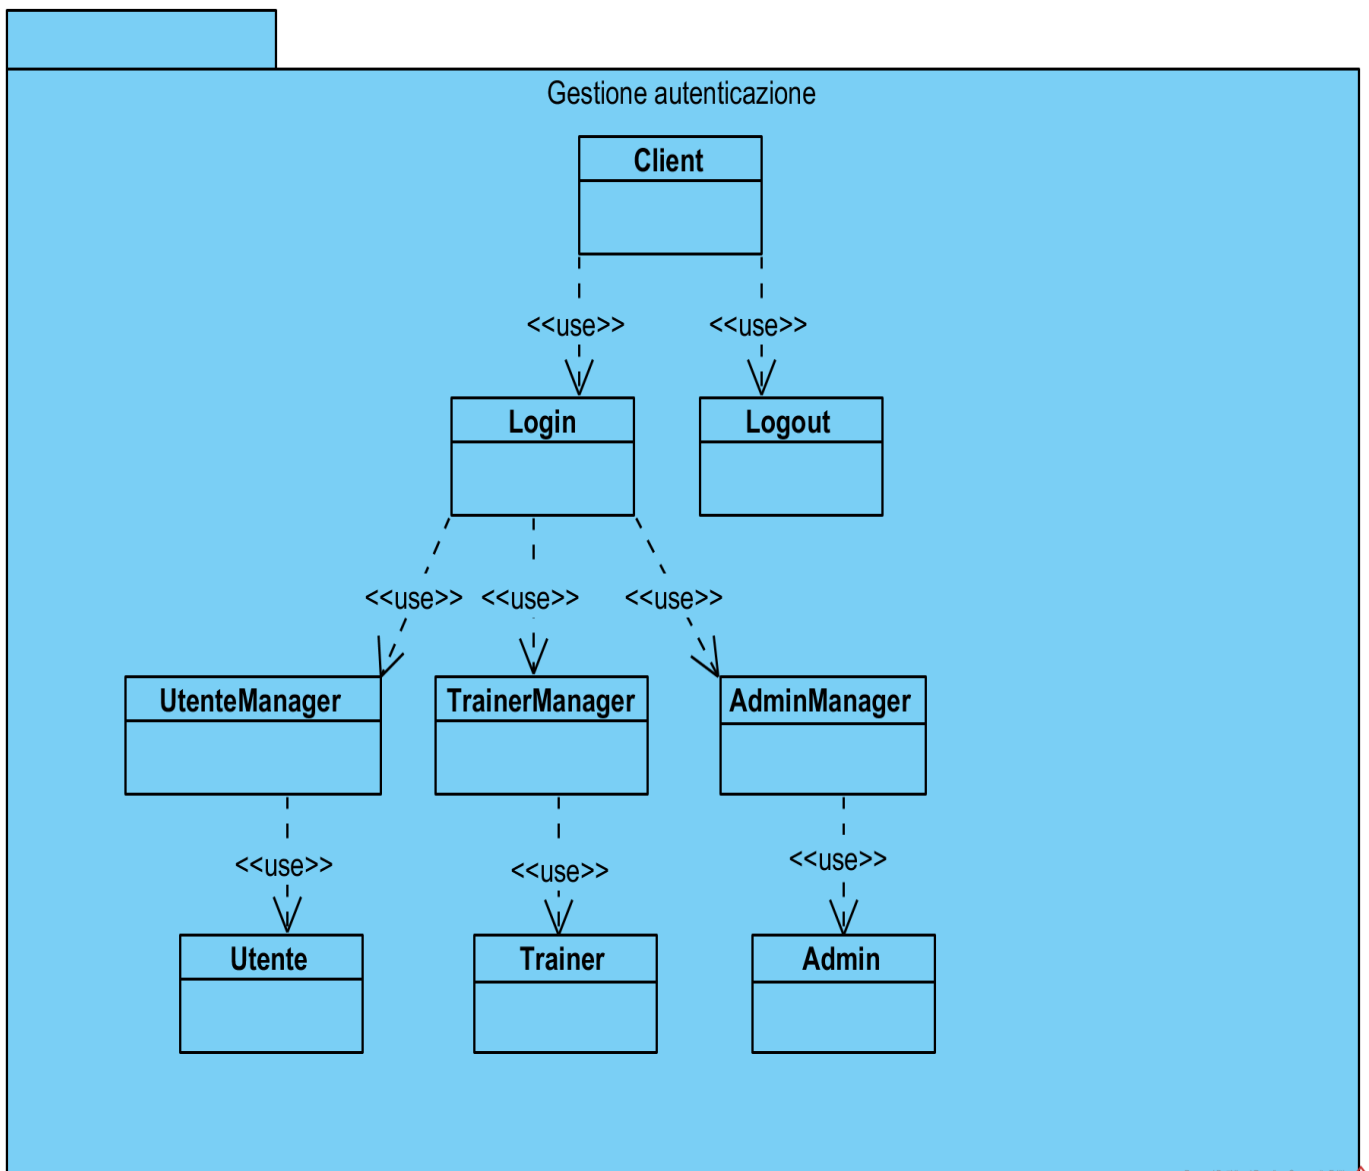 Gestione autenticazione
Client
<<use>> <<use>>
Login Logout
<<use>> <<use>> <<use>>
UtenteManager TrainerManager AdminManager
<<use>> <<use>> <<use>>
Utente Trainer Admin